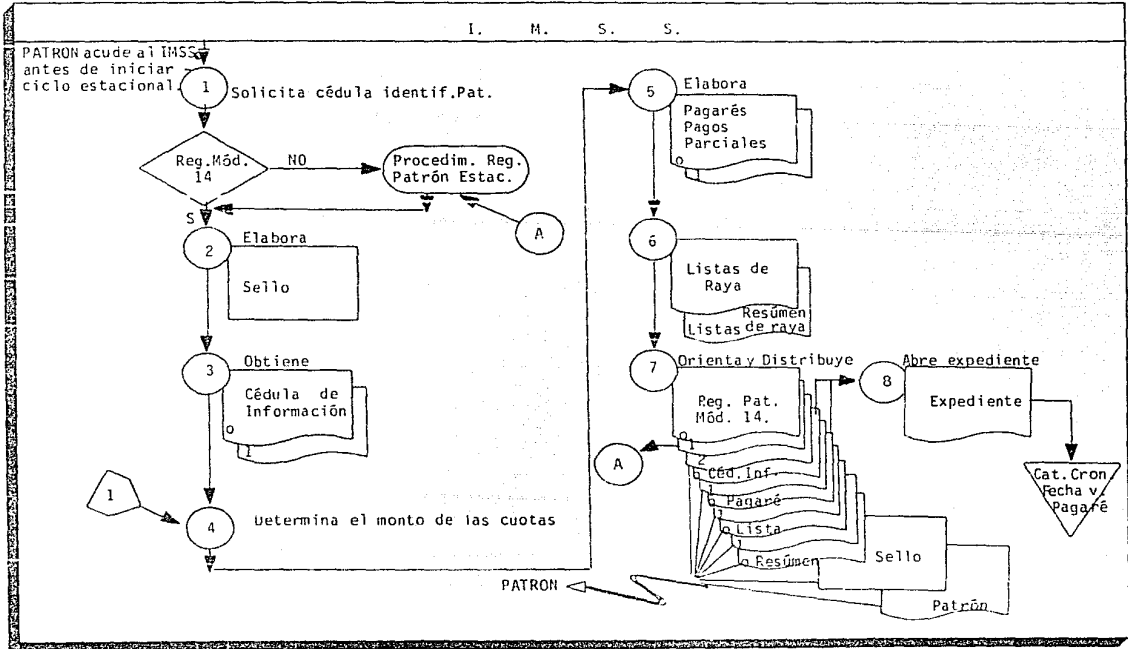 I. M. S. S.
PATRON acude al IMSS
antes de iniciar -
ciclo estacional.
1
Solicita cédula identif.Pat.
Reg.Mód.
14
NO
Procedim. Reg.
Patrón Estac.
A
S
2
Elabora
Sello
3
Obtiene
Cédula de
Información
o
1
1
4
Determina el monto de las cuotas
5
Elabora
Pagarés
Pagos
Parciales
o
6
Listas de
Raya
Resúmen
Listas de raya
7
Orienta y Distribuye
Reg. Pat.
Mód. 14.
o
1
2
o Céd.Inf.
1
o Pagaré
1
o Lista
1
o Resúmen
Sello
Patrón
A
8
Abre expediente
Expediente
Cat.Cron.
Fecha v.
Pagaré
PATRON